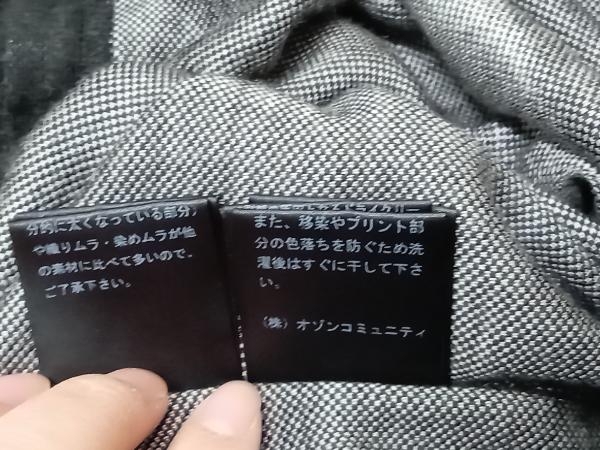 分的に太くなっている部分、
や織りムラ・染めムラが他
の素材に比べて多いので、
ご了承下さい。
また、移染やプリント部
分の色落ちを防ぐため洗
濯後はすぐに干して下さ
い。
（株）オゾンコミュニティ